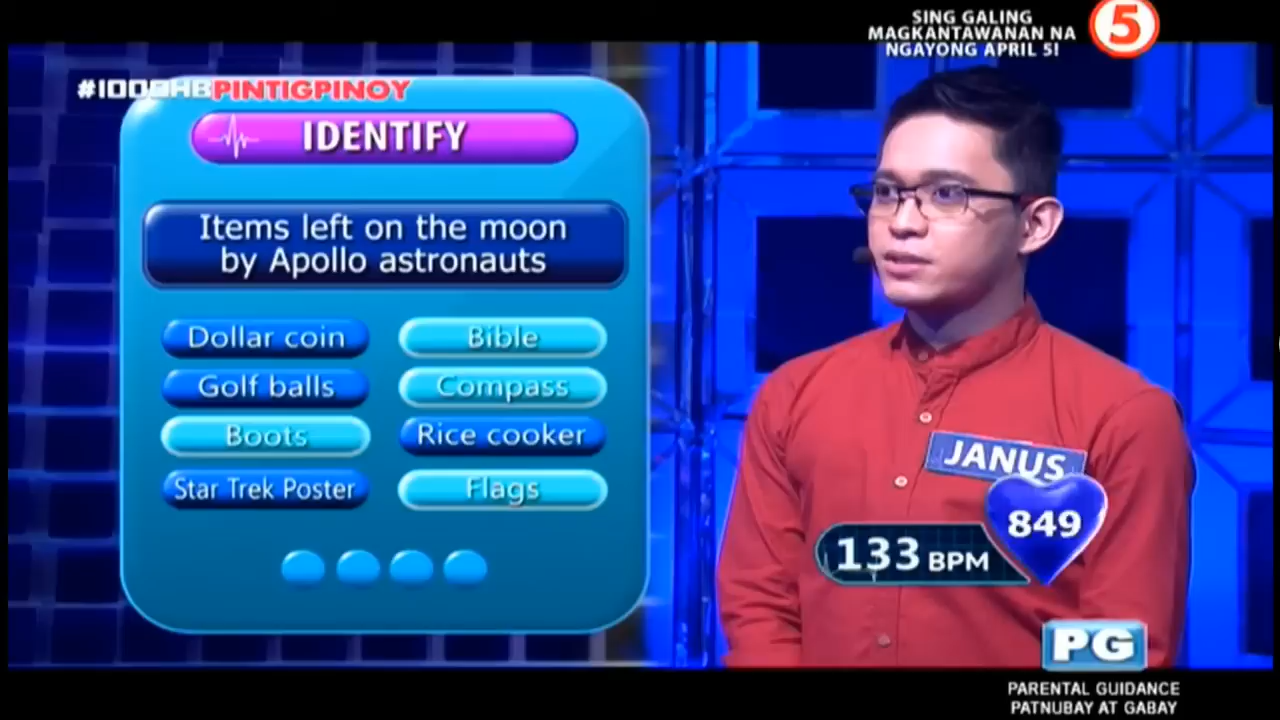 SING GALING
MAGKANTAWANAN NA
NGAYONG APRIL 5!
5
#1000HBPINTIGPINOY
IDENTIFY
Items left on the moon
by Apollo astronauts
Dollar coin
Bible
Golf balls
Compass
Boots
Rice cooker
Star Trek Poster
Flags
JANUS
849
133 BPM
PG
PARENTAL GUIDANCE
PATNUBAY AT GABAY